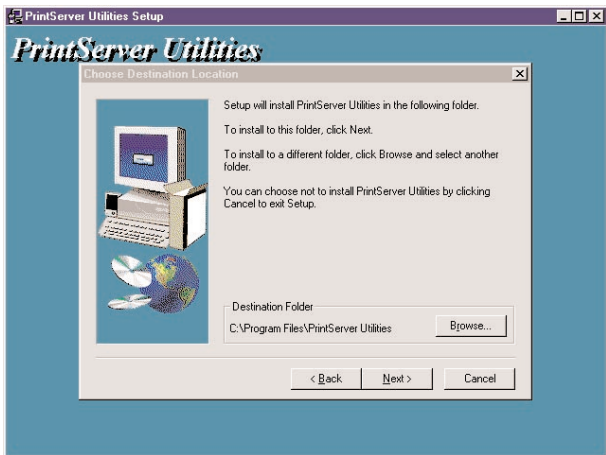 PrintServer Utilities Setup
PrintServer Utilities
Choose Destination Location
Setup will install PrintServer Utilities in the following folder.
To install to this folder, click Next.
To install to a different folder, click Browse and select another
folder.
You can choose not to install PrintServer Utilities by clicking
Cancel to exit Setup.
Destination Folder
C:\Program Files\PrintServer Utilities
Browse...
< Back
Next >
Cancel